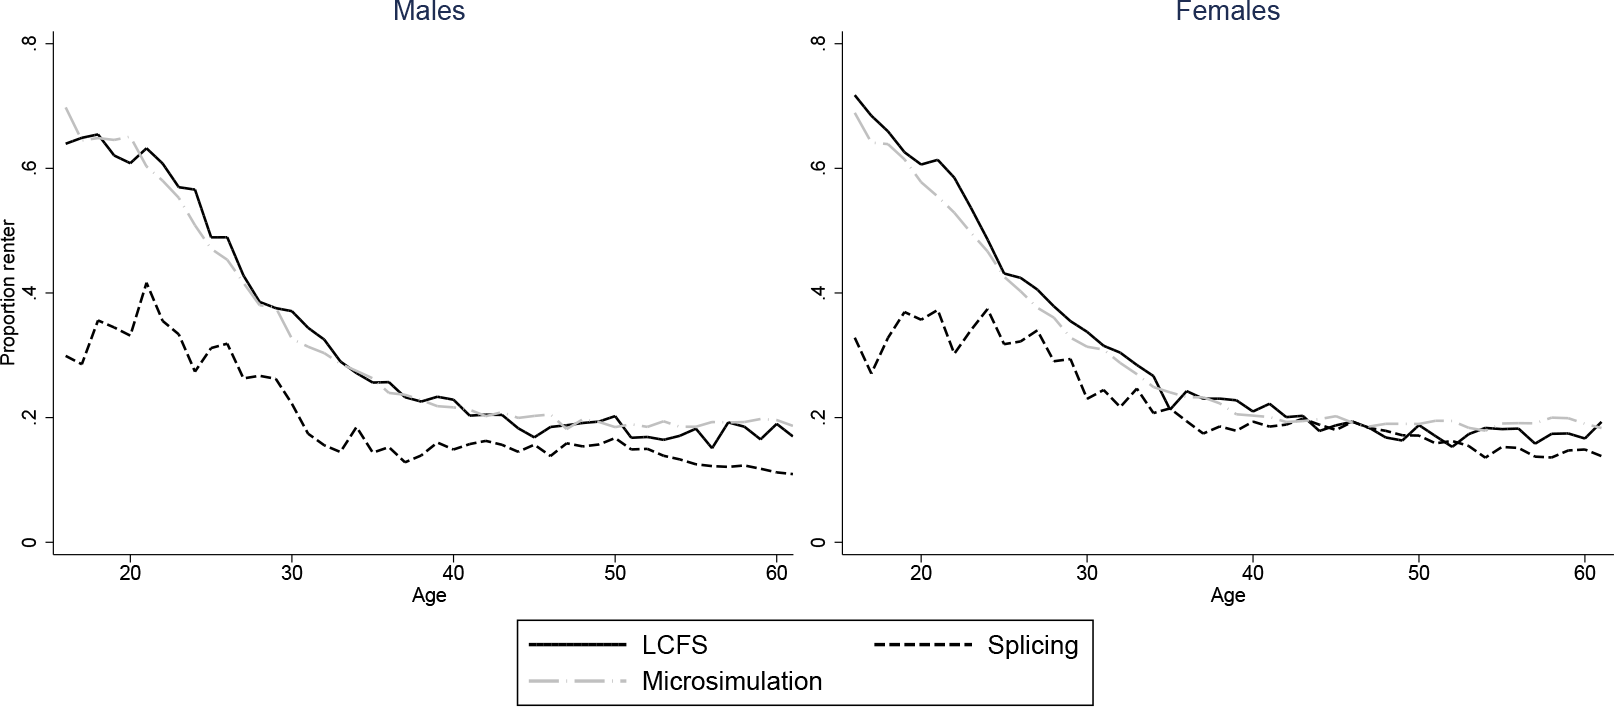 Males
Females
Proportion renter
.8
.6
.4
.2
0
20
30
40
50
60
Age
.8
.6
.4
.2
0
20
30
40
50
60
Age
LCFS
Splicing
Microsimulation